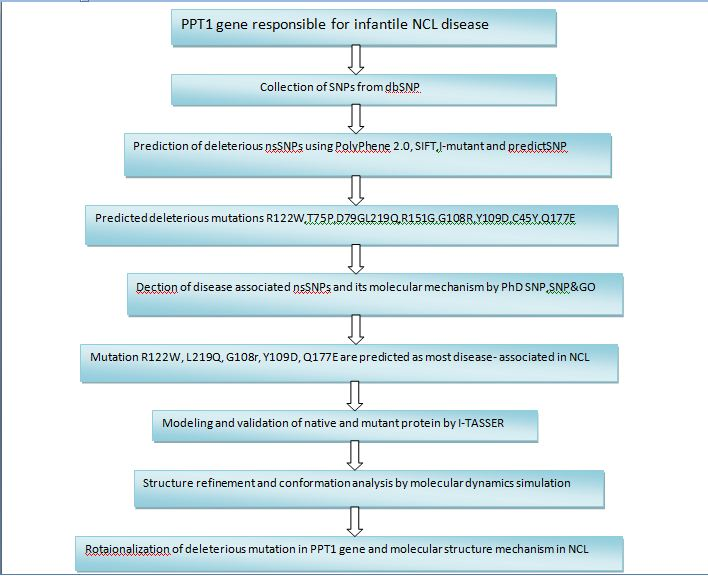 PPT1 gene responsible for infantile NCL disease
Collection of SNPs from dbSNP
Prediction of deleterious nsSNPs using PolyPhene 2.0, SIFT,I-mutant and predictSNP
Predicted deleterious mutations R122W,T75P,D79GL219Q,R151G,G108R,Y109D,C45Y,Q177E
Dection of disease associated nsSNPs and its molecular mechanism by PhD SNP,SNP&GO
Mutation R122W, L219Q, G108r, Y109D, Q177E are predicted as most disease- associated in NCL
Modeling and validation of native and mutant protein by I-TASSER
Structure refinement and conformation analysis by molecular dynamics simulation
Rotaionalization of deleterious mutation in PPT1 gene and molecular structure mechanism in NCL